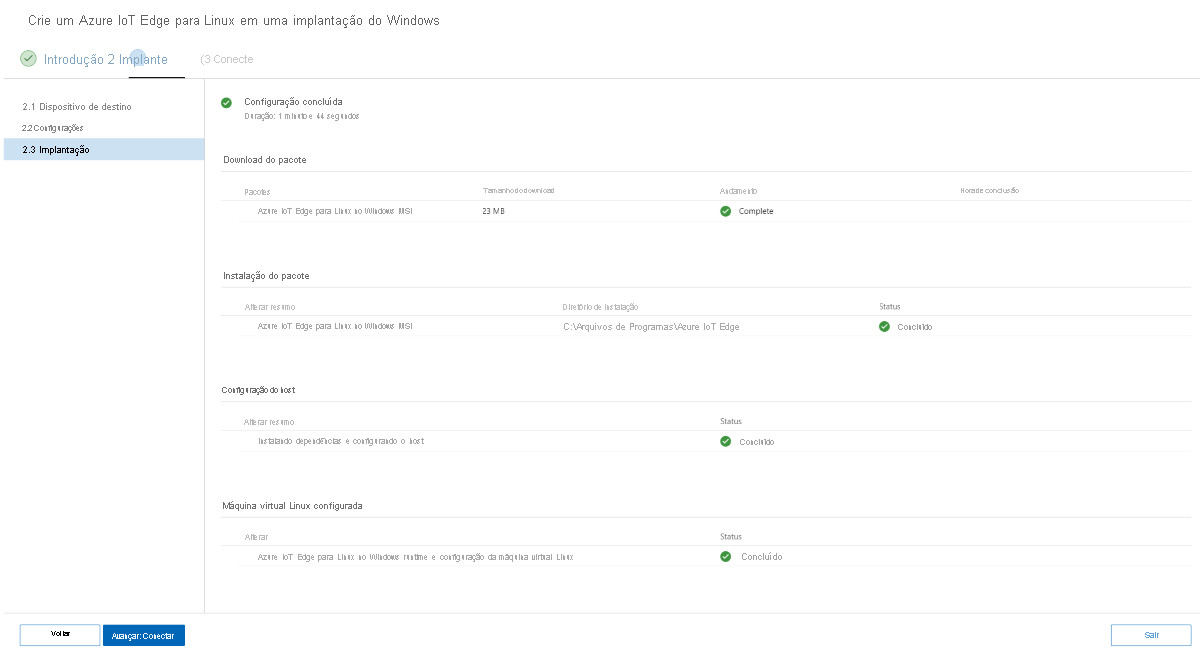 Crie um Azure IoT Edge para Linux em uma implantação do Windows
Introdução 2 Implante (3 Conecte
2.1 Dispositivo de destino
2.2 Configurações
2.3 Implantação
Configuração concluída
Duração: 1 minuto e 44 segundos
Download do pacote
Pacotes Tamanho do download Andamento Hora de conclusão
Azure IoT Edge para Linux no Windows MSI 23 MB Complete
Instalação do pacote
Alterar resumo Diretório de instalação Status
Azure IoT Edge para Linux no Windows MSI C:\Arquivos de Programas\Azure IoT Edge Concluído
Configuração do host
Alterar resumo Status
Instalando dependências e configurando o host Concluído
Máquina virtual Linux configurada
Alterar Status
Azure IoT Edge para Linux no Windows runtime e configuração da máquina virtual Linux Concluído
Voltar Avançar: Conectar Sair